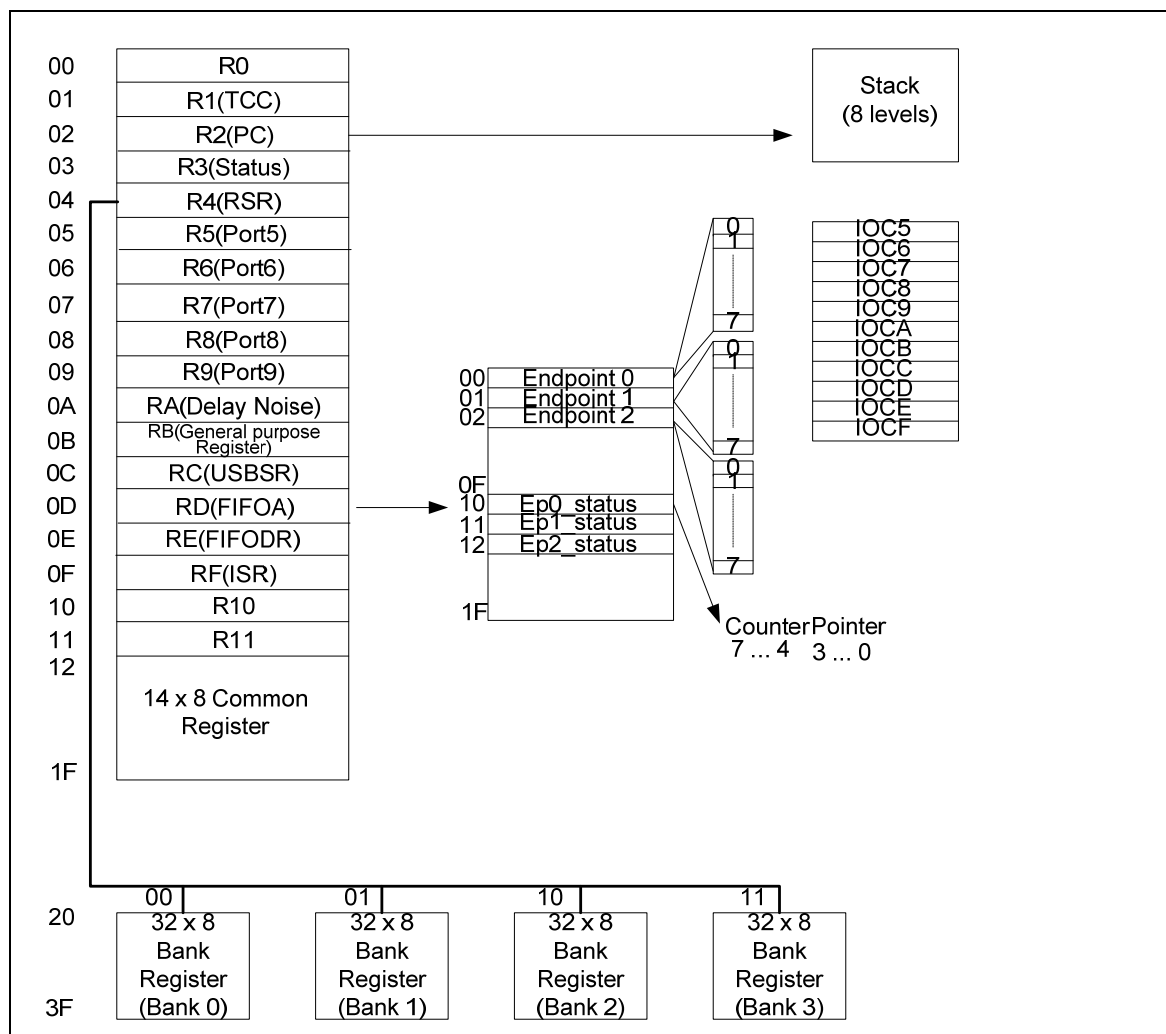 00 R0
01 R1(TCC)
02 R2(PC)
03 R3(Status)
04 R4(RSR)
05 R5(Port5)
06 R6(Port6)
07 R7(Port7)
08 R8(Port8)
09 R9(Port9)
0A RA(Delay Noise)
0B RB(General purpose
Register)
0C RC(USBSR)
0D RD(FIFOA)
0E RE(FIFODR)
0F RF(ISR)
10 R10
11 R11
12
14 x 8 Common
Register
1F
Stack
(8 levels)
00 Endpoint 0
01 Endpoint 1
02 Endpoint 2
0F
10 Ep0_status
11 Ep1_status
12 Ep2_status
1F
0
1
7
0
1
7
0
1
7
Counter Pointer
7 ... 4 3 ... 0
IOC5
IOC6
IOC7
IOC8
IOC9
IOCA
IOCB
IOCC
IOCD
IOCE
IOCF
20
3F
00
32 x 8
Bank
Register
(Bank 0)
01
32 x 8
Bank
Register
(Bank 1)
10
32 x 8
Bank
Register
(Bank 2)
11
32 x 8
Bank
Register
(Bank 3)